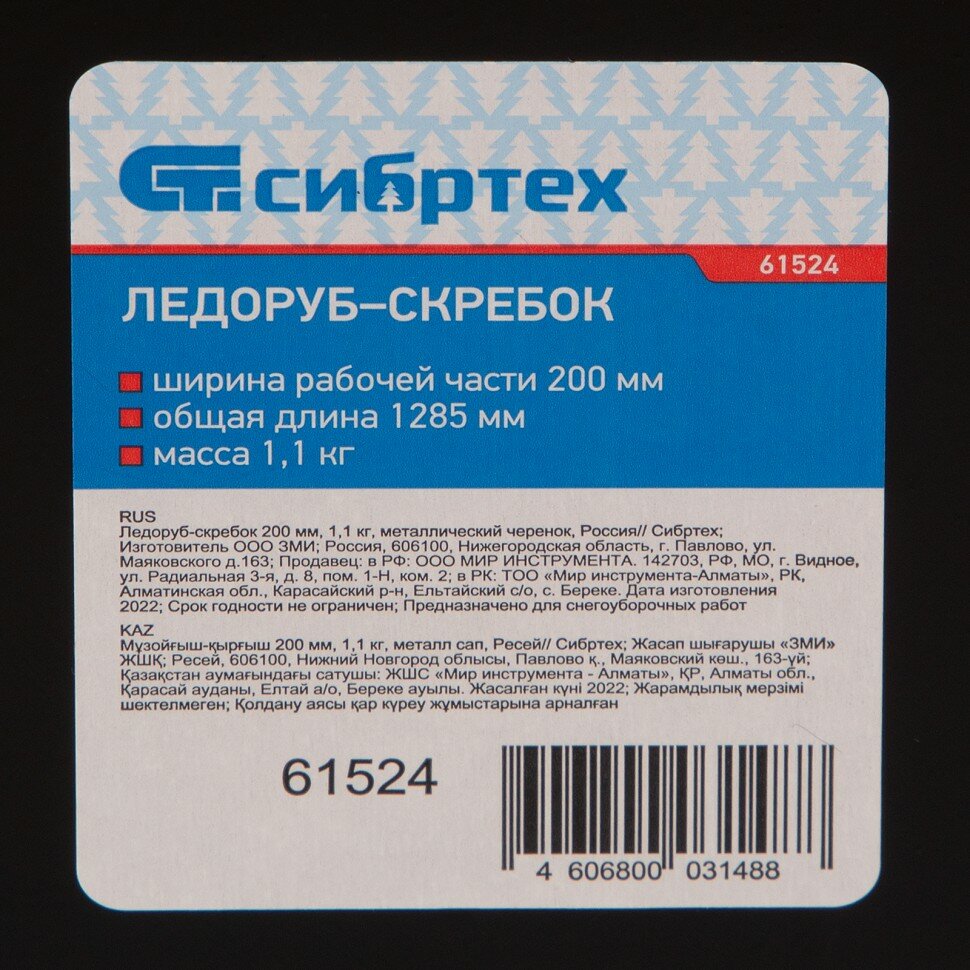 сибртех
61524
ЛЕДОРУБ–СКРЕБОК
ширина рабочей части 200 мм
общая длина 1285 мм
масса 1,1 кг
RUS
Ледоруб-скребок 200 мм, 1,1 кг, металлический черенок, Россия// Сибртех;
Изготовитель ООО ЗМИ; Россия, 606100, Нижегородская область, г. Павлово, ул.
Маяковского д.163; Продавец: в РФ: ООО МИР ИНСТРУМЕНТА. 142703, РФ, МО, г. Видное,
ул. Радиальная 3-я, д. 8, пом. 1-Н, ком. 2; в РК: ТОО «Мир инструмента-Алматы», РК,
Алматинская обл., Карасайский р-н, Ельтайский с/о, с. Береке. Дата изготовления
2022; Срок годности не ограничен; Предназначено для снегоуборочных работ
KAZ
Мұзойғыш-қырғыш 200 мм, 1,1 кг, металл сап, Ресей// Сибртех; Жасап шығарушы «ЗМИ»
ЖШҚ; Ресей, 606100, Нижний Новгород облысы, Павлово қ., Маяковский көш., 163-үй;
Қазақстан аумағындағы сатушы: ЖШС «Мир инструмента - Алматы», ҚР, Алматы обл.,
Қарасай ауданы, Елтай а/о, Береке ауылы. Жасалған күні 2022; Жарамдылық мерзімі
шектелмеген; Қолдану аясы қар күреу жұмыстарына арналған
61524
4 606800 031488